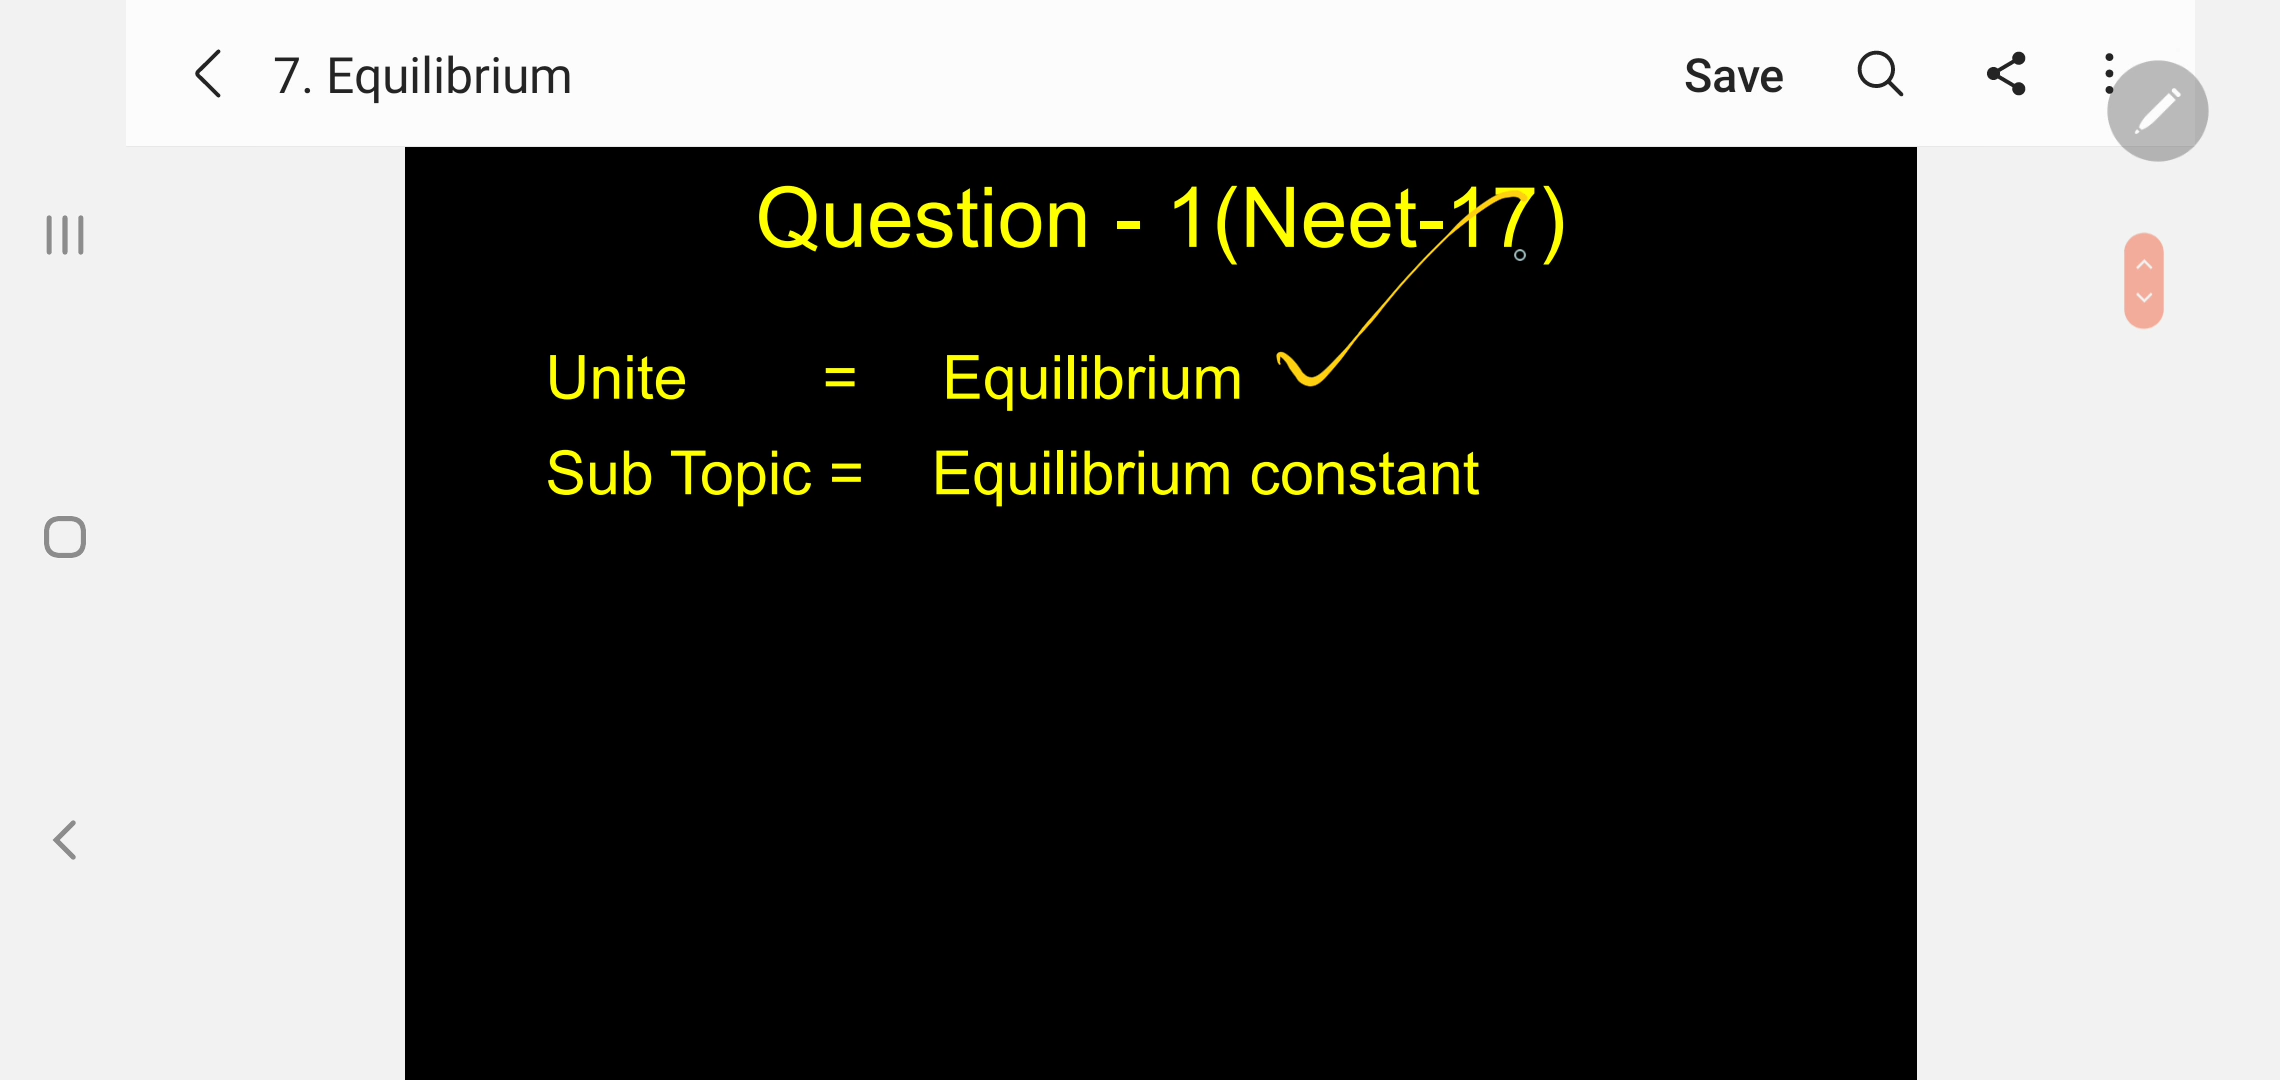 7. Equilibrium
Save
Question - 1(Neet-17)
Unite = Equilibrium
Sub Topic = Equilibrium constant